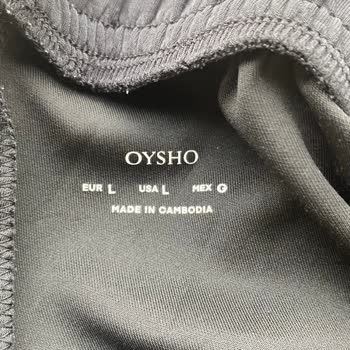 OYSHO
EUR L USA L MEX G
MADE IN CAMBODIA